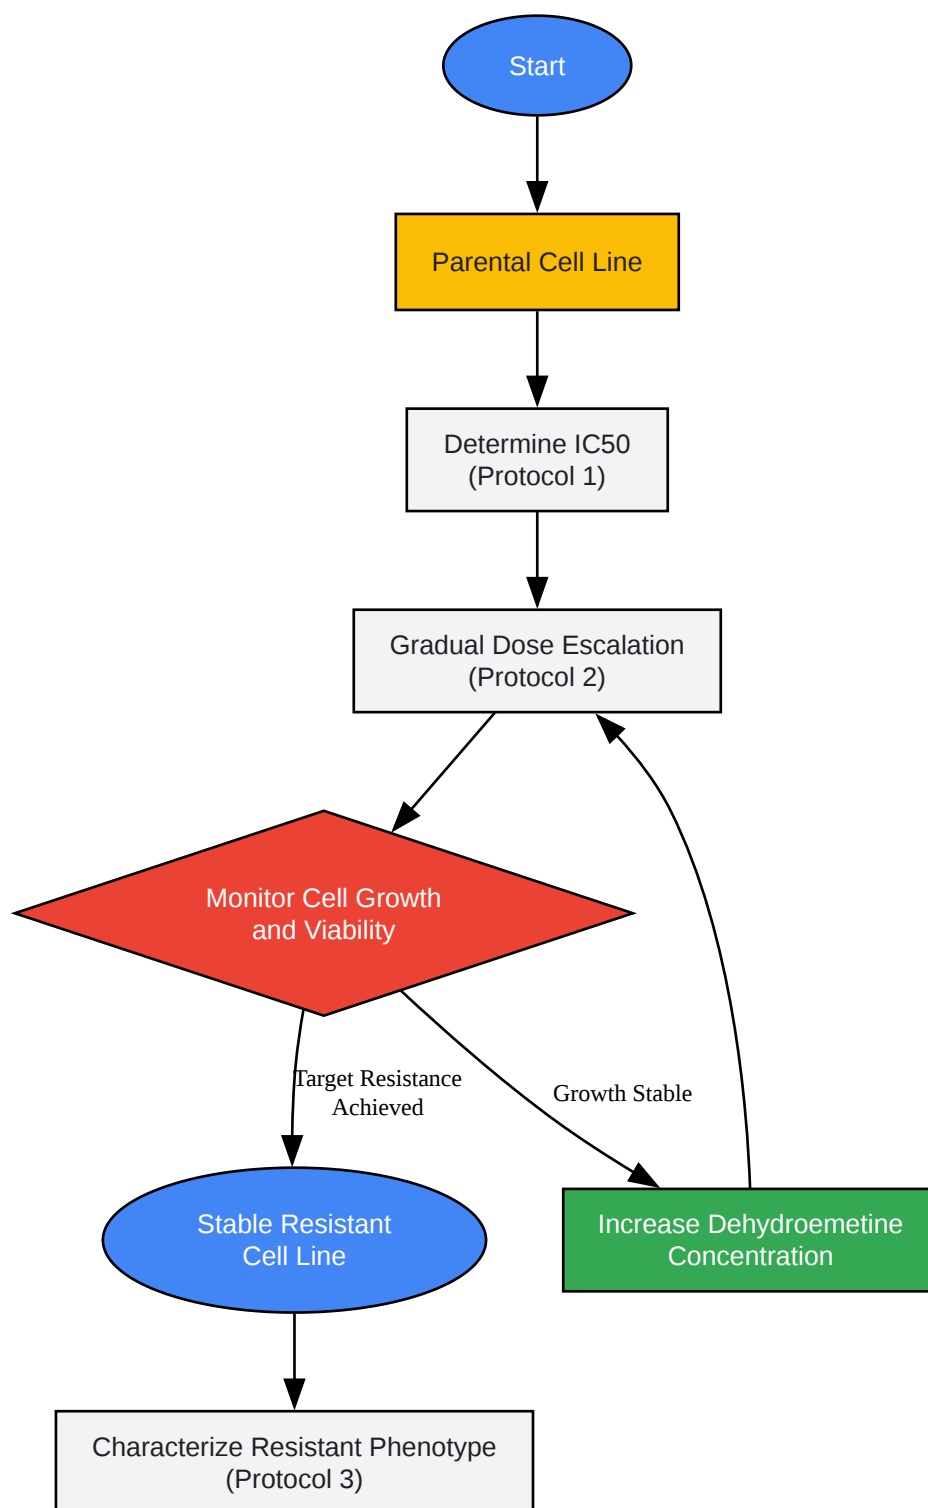 Start
Parental Cell Line
Determine IC50
(Protocol 1)
Gradual Dose Escalation
(Protocol 2)
Monitor Cell Growth
and Viability
Target Resistance
Achieved
Growth Stable
Stable Resistant
Cell Line
Increase Dehydroemetine
Concentration
Characterize Resistant Phenotype
(Protocol 3)